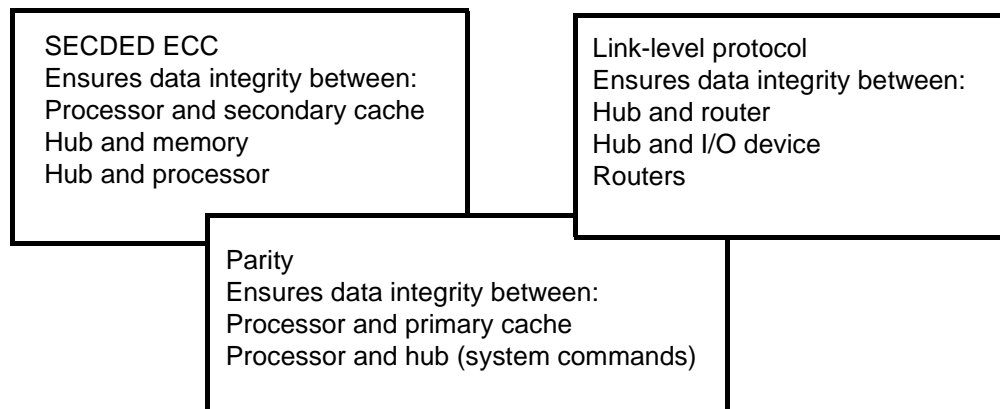 SECDED ECC
Ensures data integrity between:
Processor and secondary cache
Hub and memory
Hub and processor
Link-level protocol
Ensures data integrity between:
Hub and router
Hub and I/O device
Routers
Parity
Ensures data integrity between:
Processor and primary cache
Processor and hub (system commands)